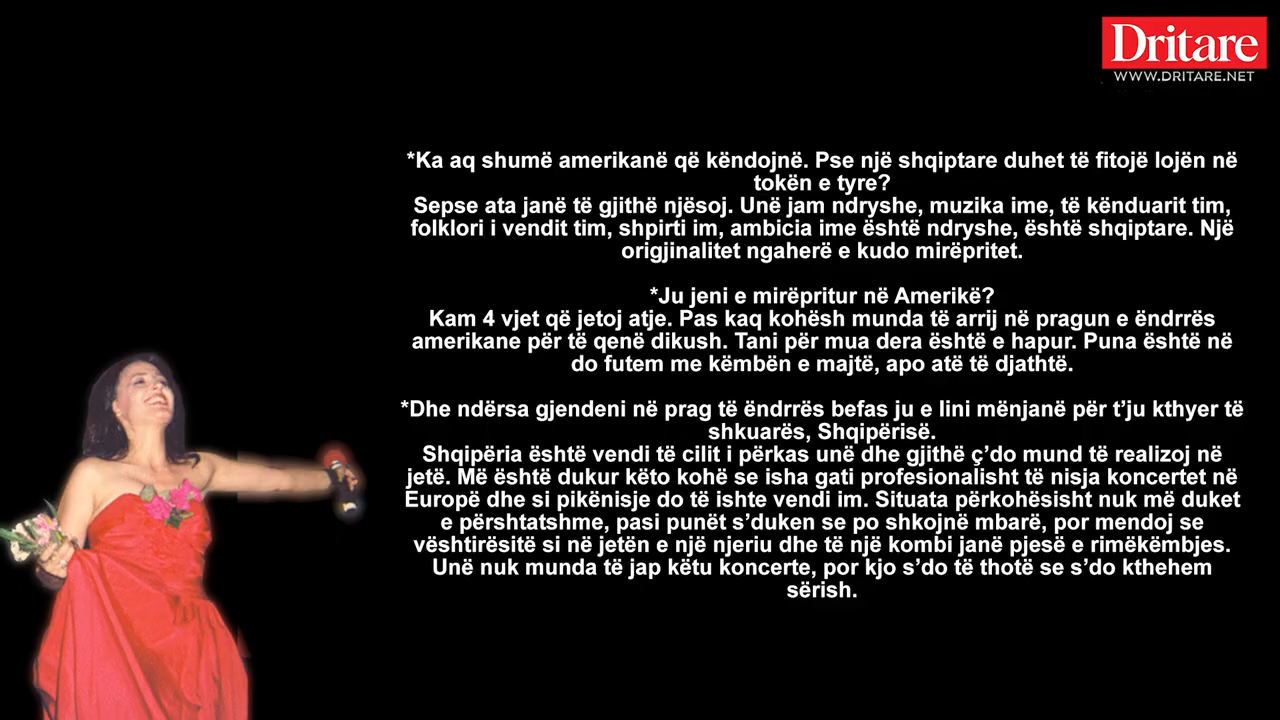 Dritare
WWW.DRITARE.NET
*Ka aq shumë amerikanë që këndojnë. Pse një shqiptare duhet të fitojë lojën në
tokën e tyre?
Sepse ata janë të gjithë njësoj. Unë jam ndryshe, muzika ime, të kënduarit tim,
folklori i vendit tim, shpirti im, ambicia ime është ndryshe, është shqiptare. Një
origjinalitet ngaherë e kudo mirëpritet.
*Ju jeni e mirëpritur në Amerikë?
Kam 4 vjet që jetoj atje. Pas kaq kohësh munda të arrij në pragun e ëndrrës
amerikane për të qenë dikush. Tani për mua dera është e hapur. Puna është në
do futem me këmbën e majtë, apo atë të djathtë.
*Dhe ndërsa gjendeni në prag të ëndrrës befas ju e lini mënjanë për t’ju kthyer të
shkuarës, Shqipërisë.
Shqipëria është vendi të cilit i përkas unë dhe gjithë ç’do mund të realizoj në
jetë. Më është dukur këto kohë se isha gati profesionalisht të nisja koncertet në
Europë dhe si pikënisje do të ishte vendi im. Situata përkohësisht nuk më duket
e përshtatshme, pasi punët s’duken se po shkojnë mbarë, por mendoj se
vështirësitë si në jetën e një njeriu dhe të një kombi janë pjesë e rimëkëmbjes.
Unë nuk munda të jap këtu koncerte, por kjo s’do të thotë se s’do kthehem
sërish.